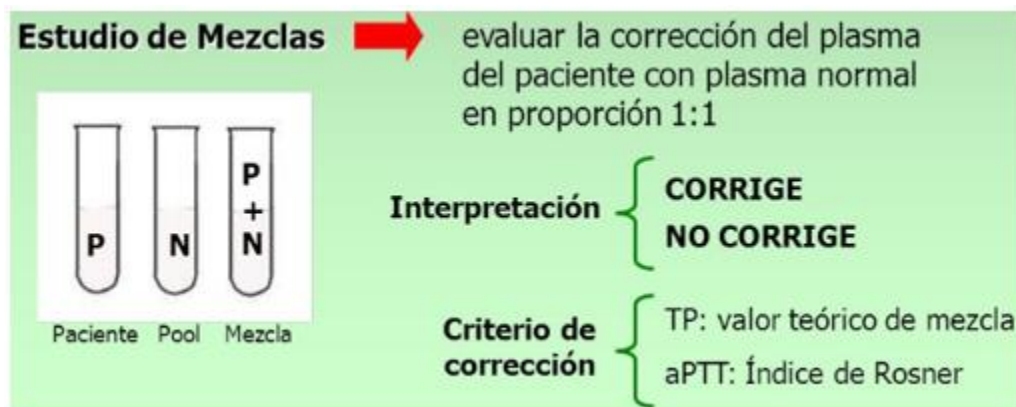 Estudio de Mezclas
evaluar la corrección del plasma
del paciente con plasma normal
en proporción 1:1
P
N
P
+
N
Paciente Pool Mezcla
Interpretación
CORRIGE
NO CORRIGE
Criterio de
corrección
TP: valor teórico de mezcla
aPTT: Índice de Rosner